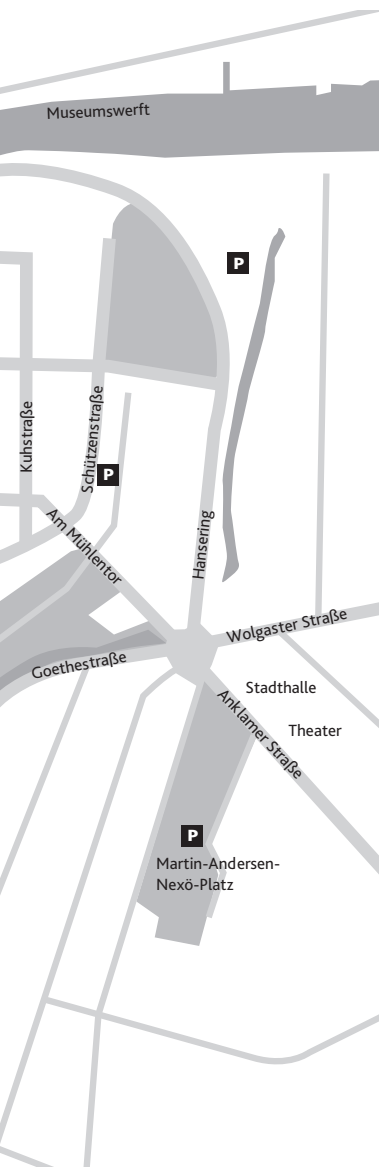 Museumswerft
P
Kuhstraße
Schützenstraße
P
Am Mühlentor
Hansering
Wolgaster Straße
Goethestraße
Stadthalle
Anklamer Straße
Theater
P
Martin-Andersen-
Nexö-Platz